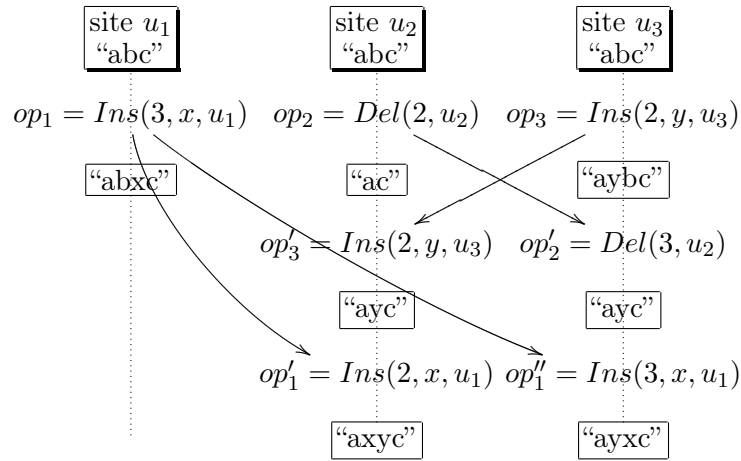 site u₁ site u₂ site u₃
“abc” “abc” “abc”
op₁ = Ins(3, x, u₁) op₂ = Del(2, u₂) op₃ = Ins(2, y, u₃)
“abxc” “ac” “aybc”
op′₃ = Ins(2, y, u₃) op′₂ = Del(3, u₂)
“ayc” “ayc”
op′₁ = Ins(2, x, u₁) op″₁ = Ins(3, x, u₁)
“axyc” “ayxc”